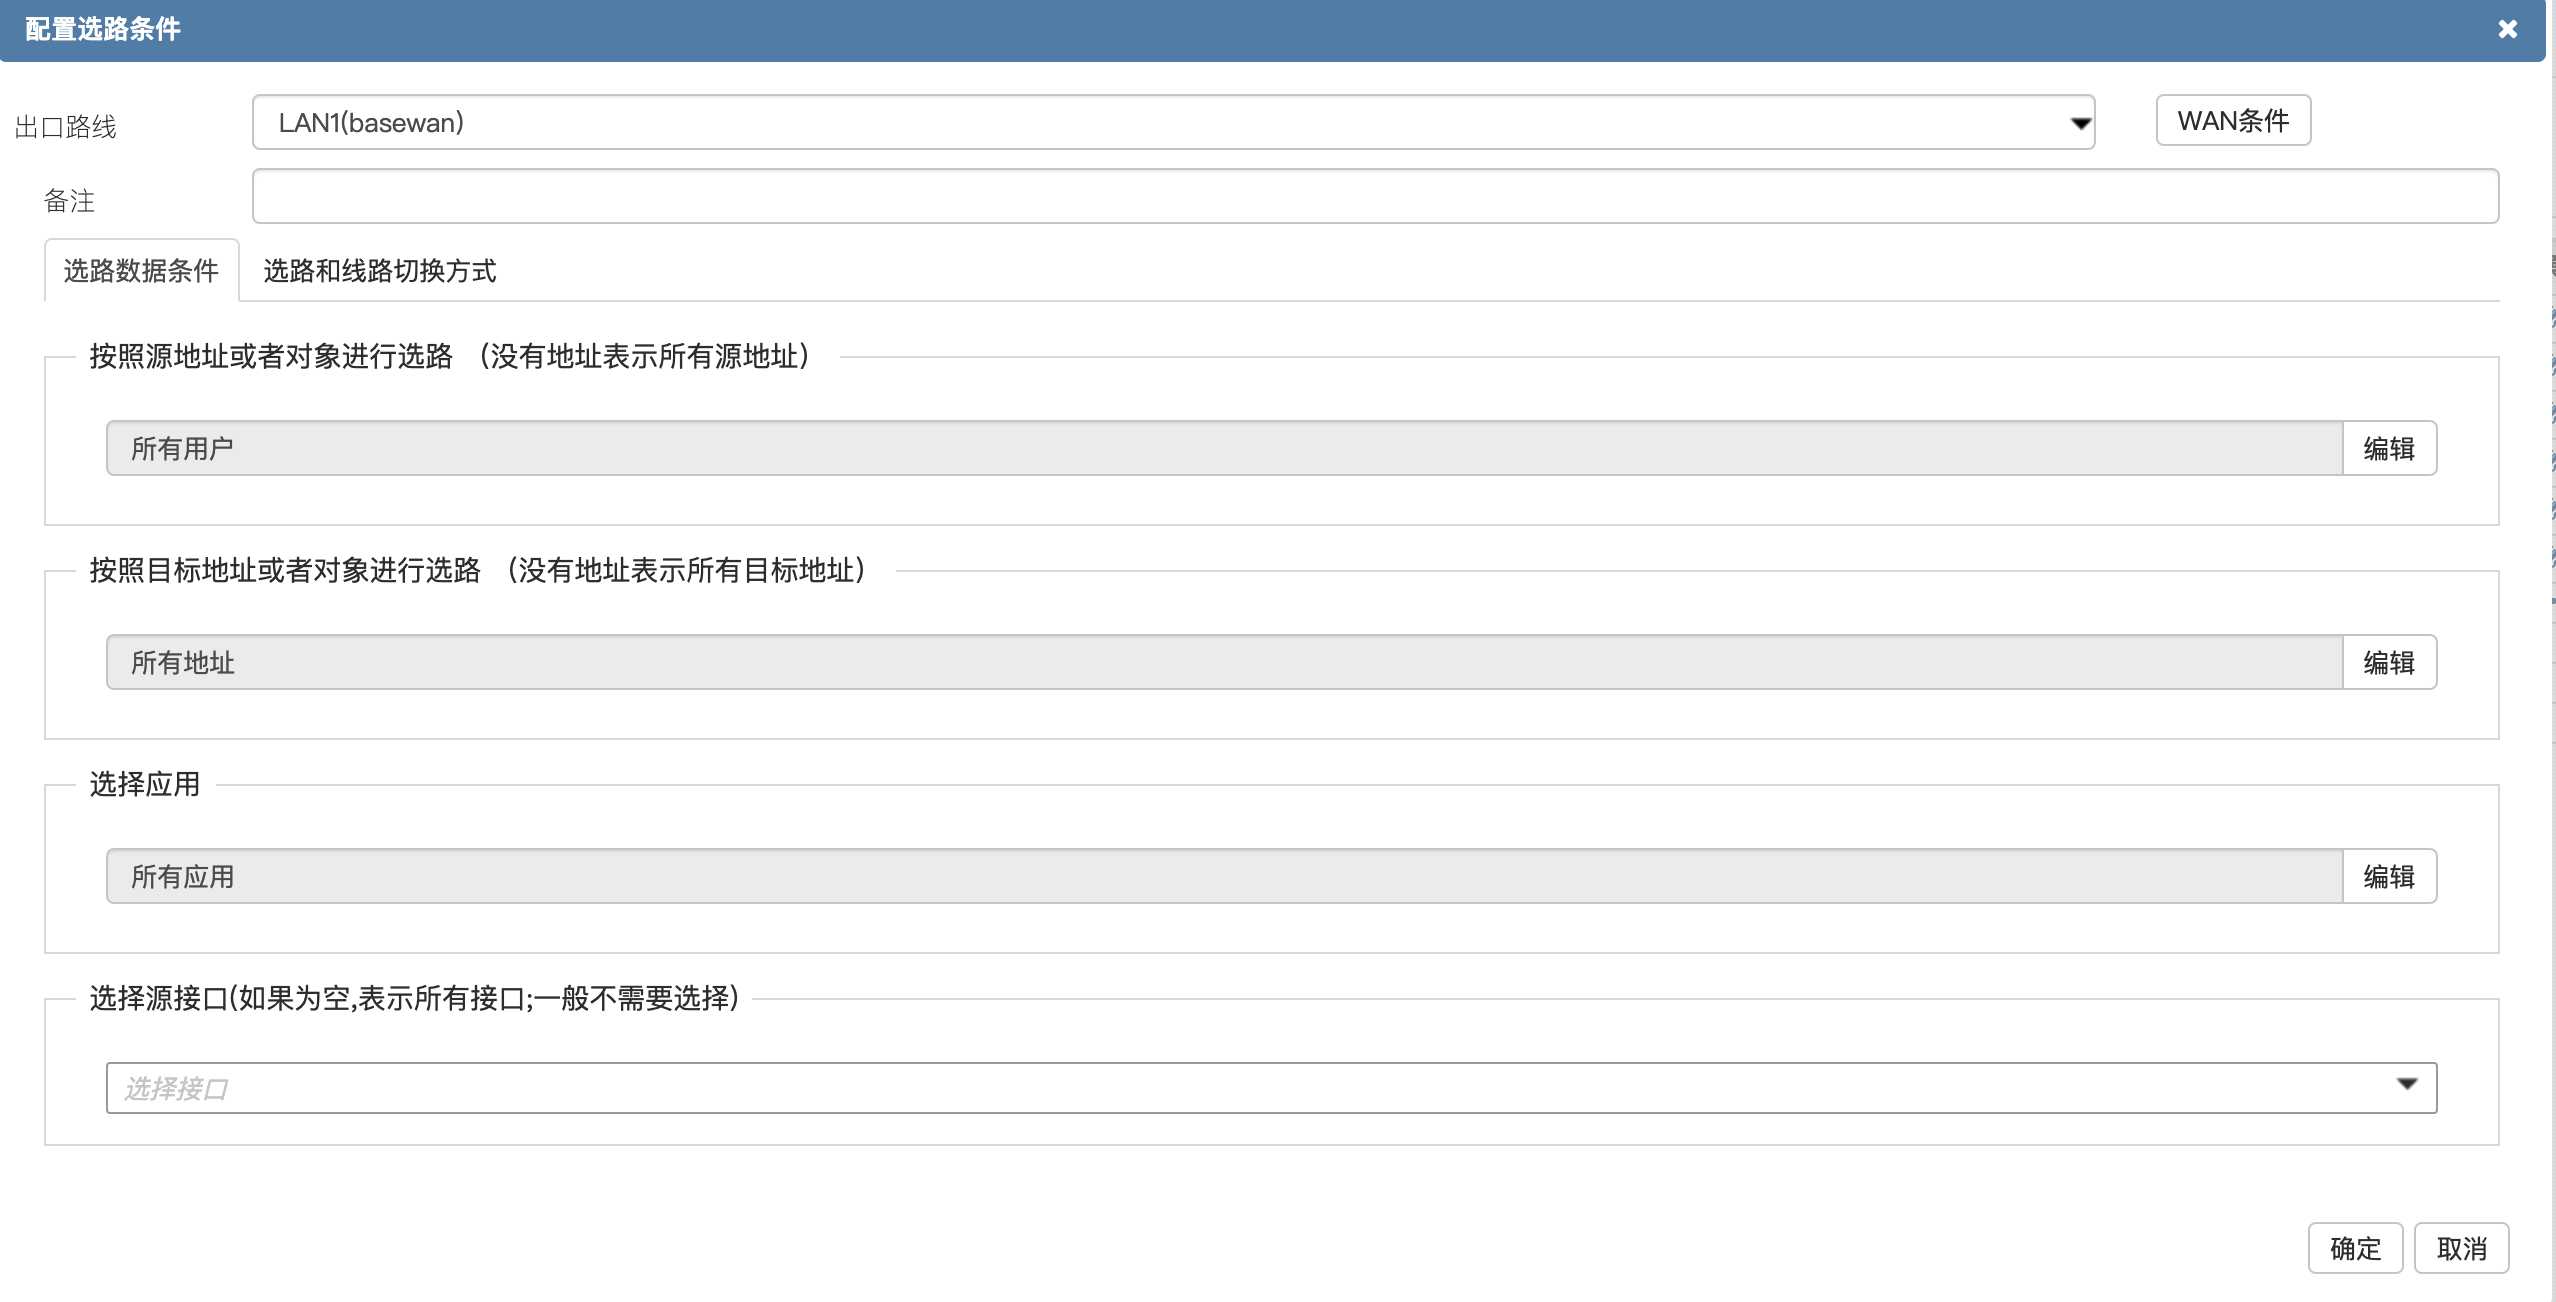 配置选路条件
出口路线 LAN1(basewan) WAN条件
备注
选路数据条件 选路和线路切换方式
按照源地址或者对象进行选路 （没有地址表示所有源地址）
所有用户 编辑
按照目标地址或者对象进行选路 （没有地址表示所有目标地址）
所有地址 编辑
选择应用
所有应用 编辑
选择源接口(如果为空,表示所有接口;一般不需要选择)
选择接口
确定 取消